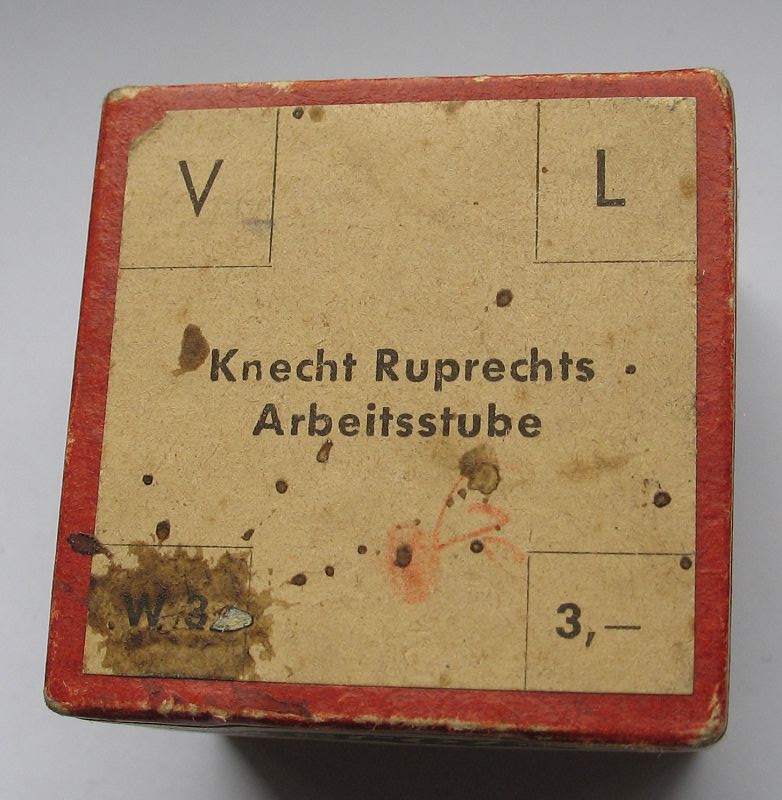 V
L
Knecht Ruprechts
Arbeitsstube
W 3
3,—